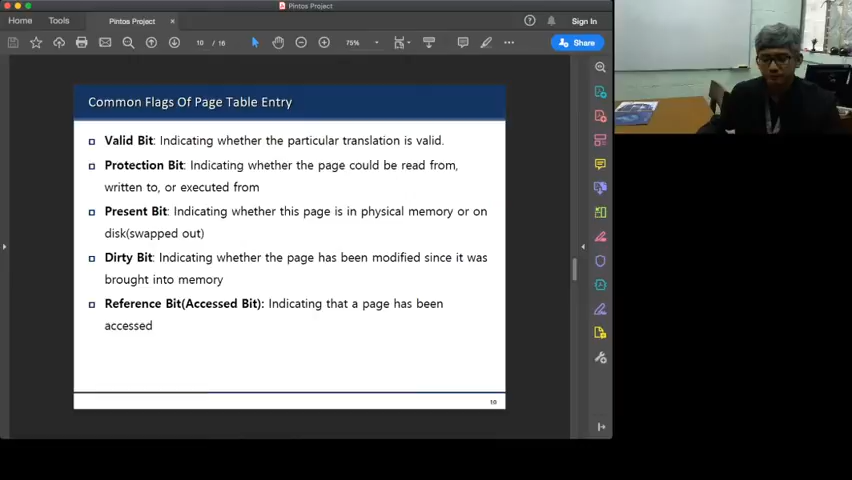 Pintos Project
Home
Tools
Pintos Project
×
Sign In
10 / 16
75%
Share
Common Flags Of Page Table Entry
Valid Bit: Indicating whether the particular translation is valid.
Protection Bit: Indicating whether the page could be read from,
written to, or executed from
Present Bit: Indicating whether this page is in physical memory or on
disk(swapped out)
Dirty Bit: Indicating whether the page has been modified since it was
brought into memory
Reference Bit(Accessed Bit): Indicating that a page has been
accessed
10